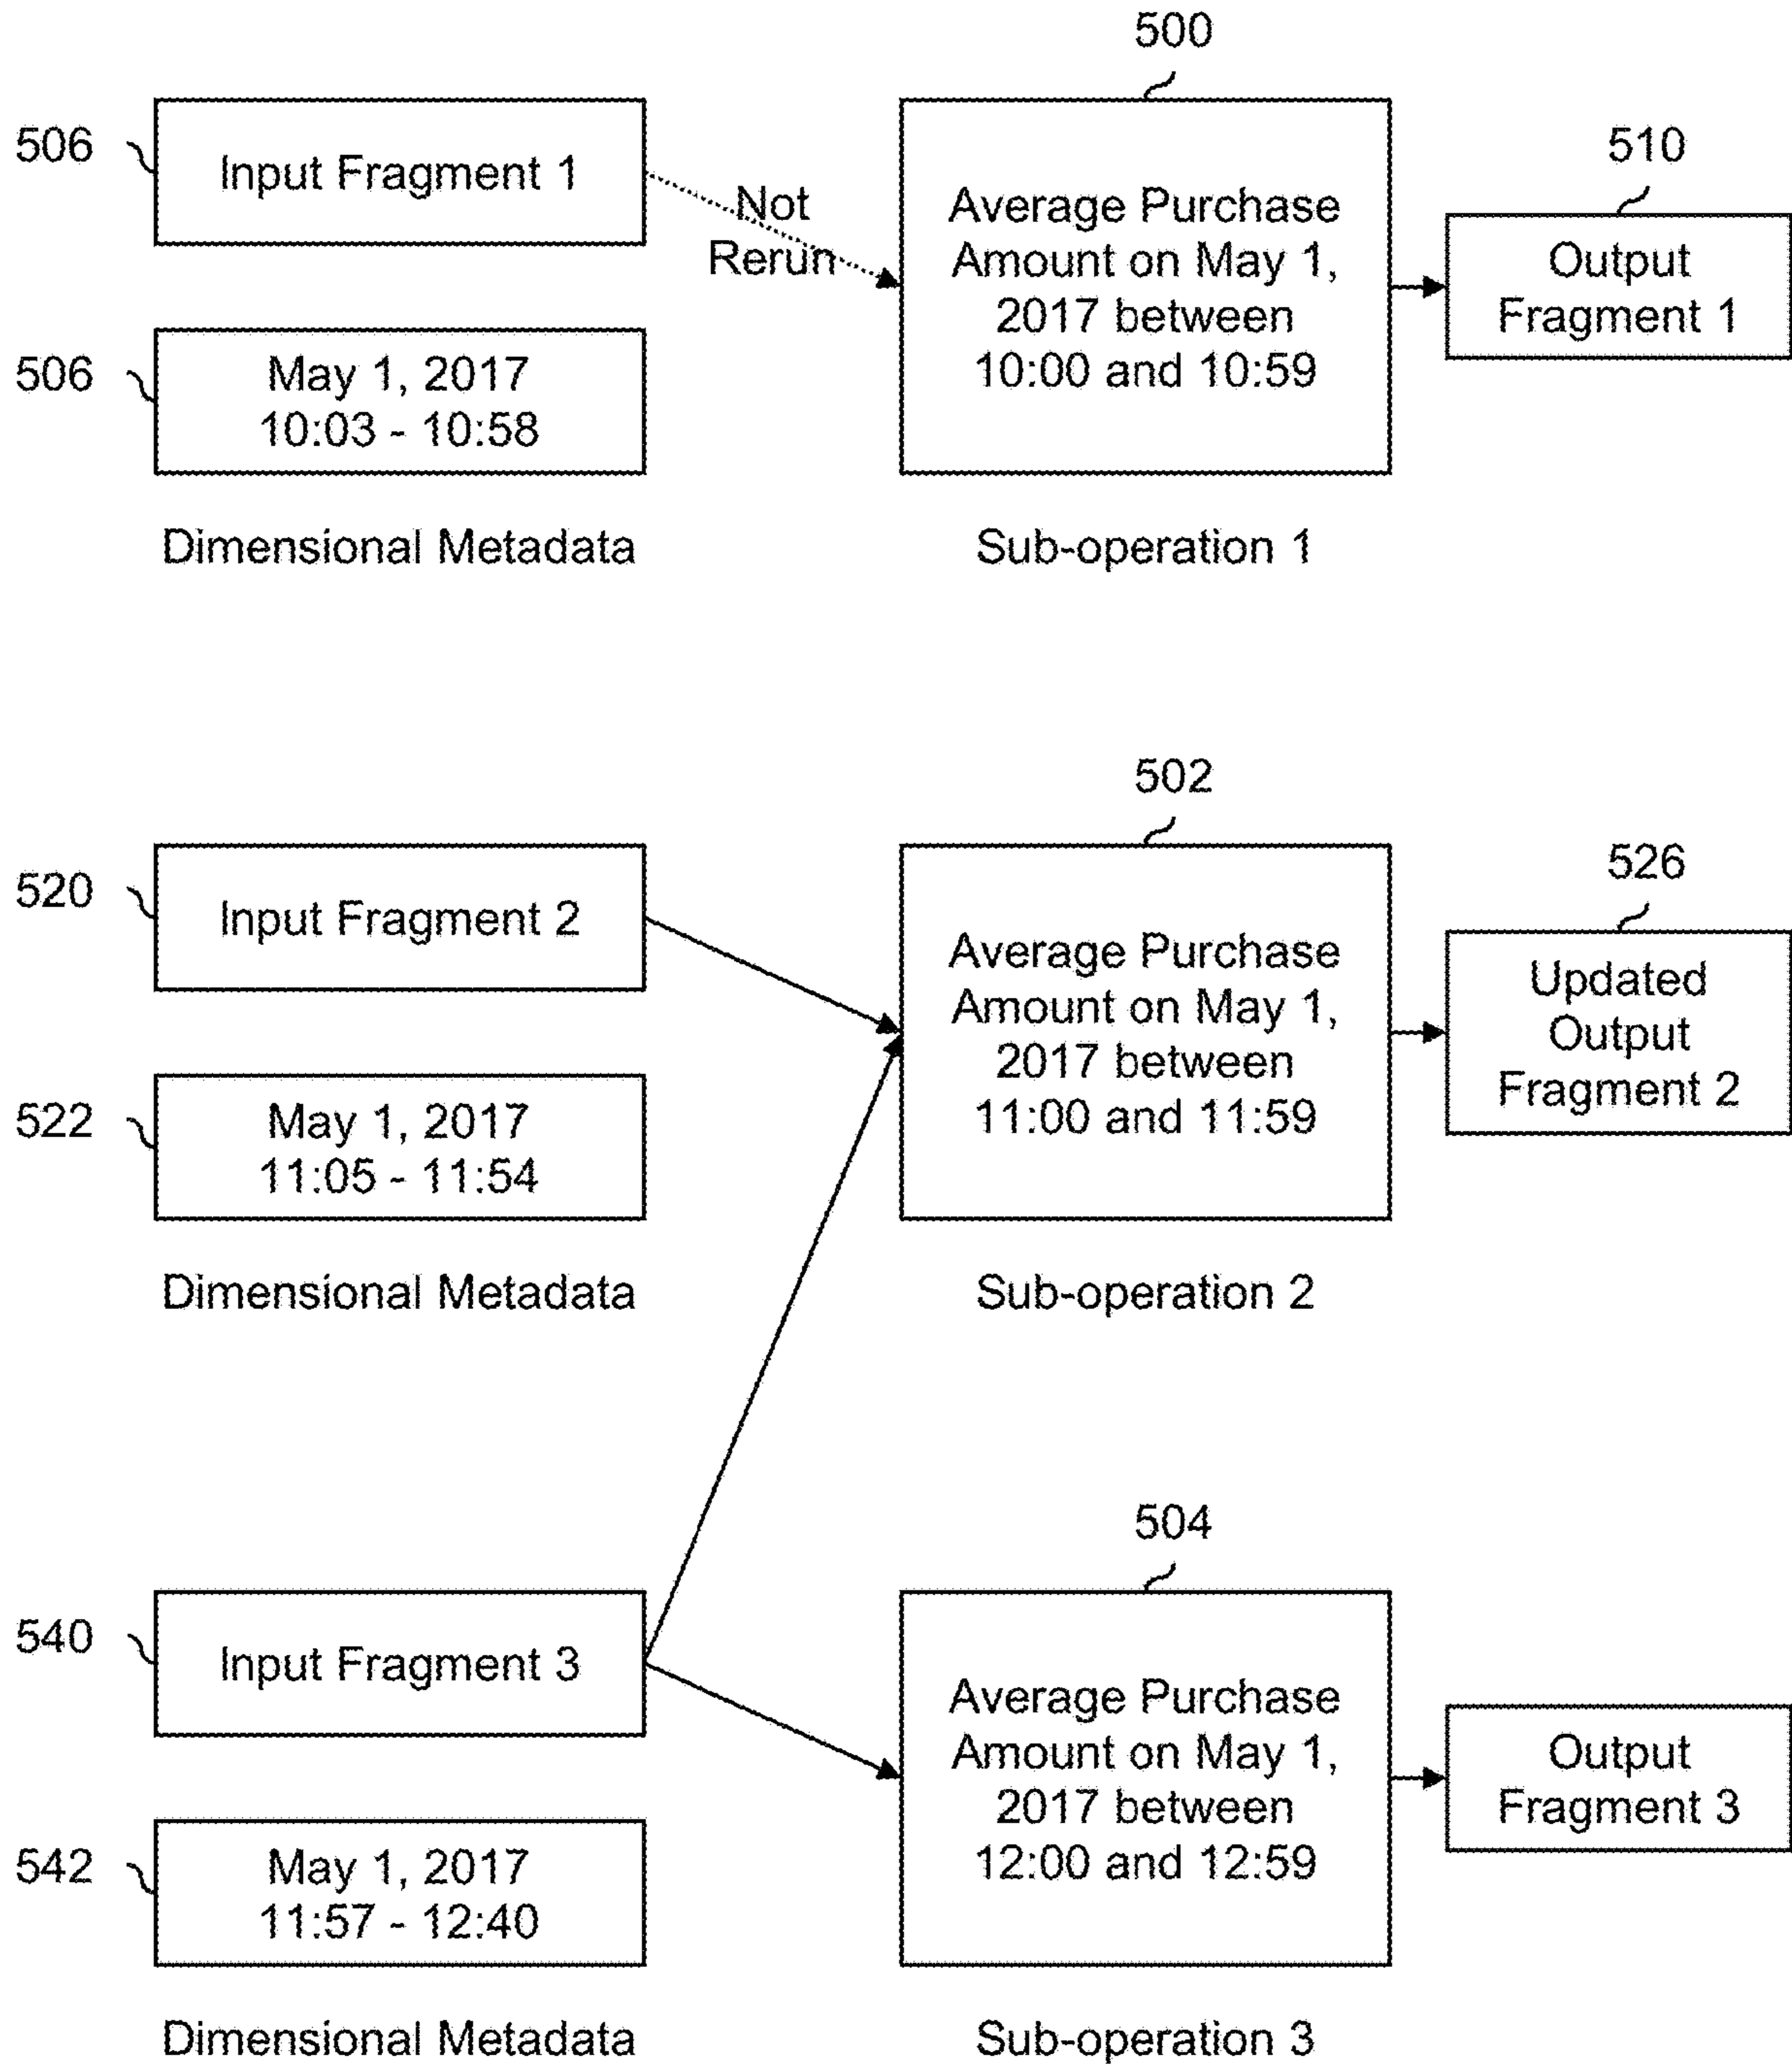 500
506
Input Fragment 1
Not
Rerun
Average Purchase
Amount on May 1,
2017 between
10:00 and 10:59
510
Output
Fragment 1
506
May 1, 2017
10:03 - 10:58
Dimensional Metadata
Sub-operation 1
502
520
Input Fragment 2
Average Purchase
Amount on May 1,
2017 between
11:00 and 11:59
526
Updated
Output
Fragment 2
522
May 1, 2017
11:05 - 11:54
Dimensional Metadata
Sub-operation 2
504
540
Input Fragment 3
Average Purchase
Amount on May 1,
2017 between
12:00 and 12:59
Output
Fragment 3
542
May 1, 2017
11:57 - 12:40
Dimensional Metadata
Sub-operation 3